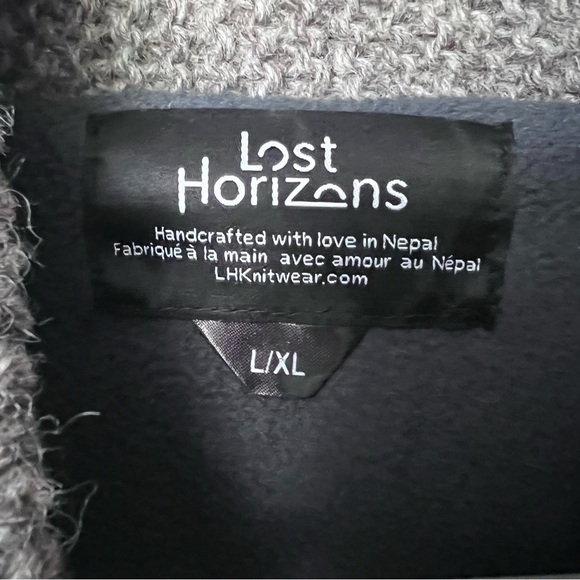 Lost
Horizons
Handcrafted with love in Nepal
Fabriqué à la main avec amour au Népal
LHKnitwear.com
L/XL